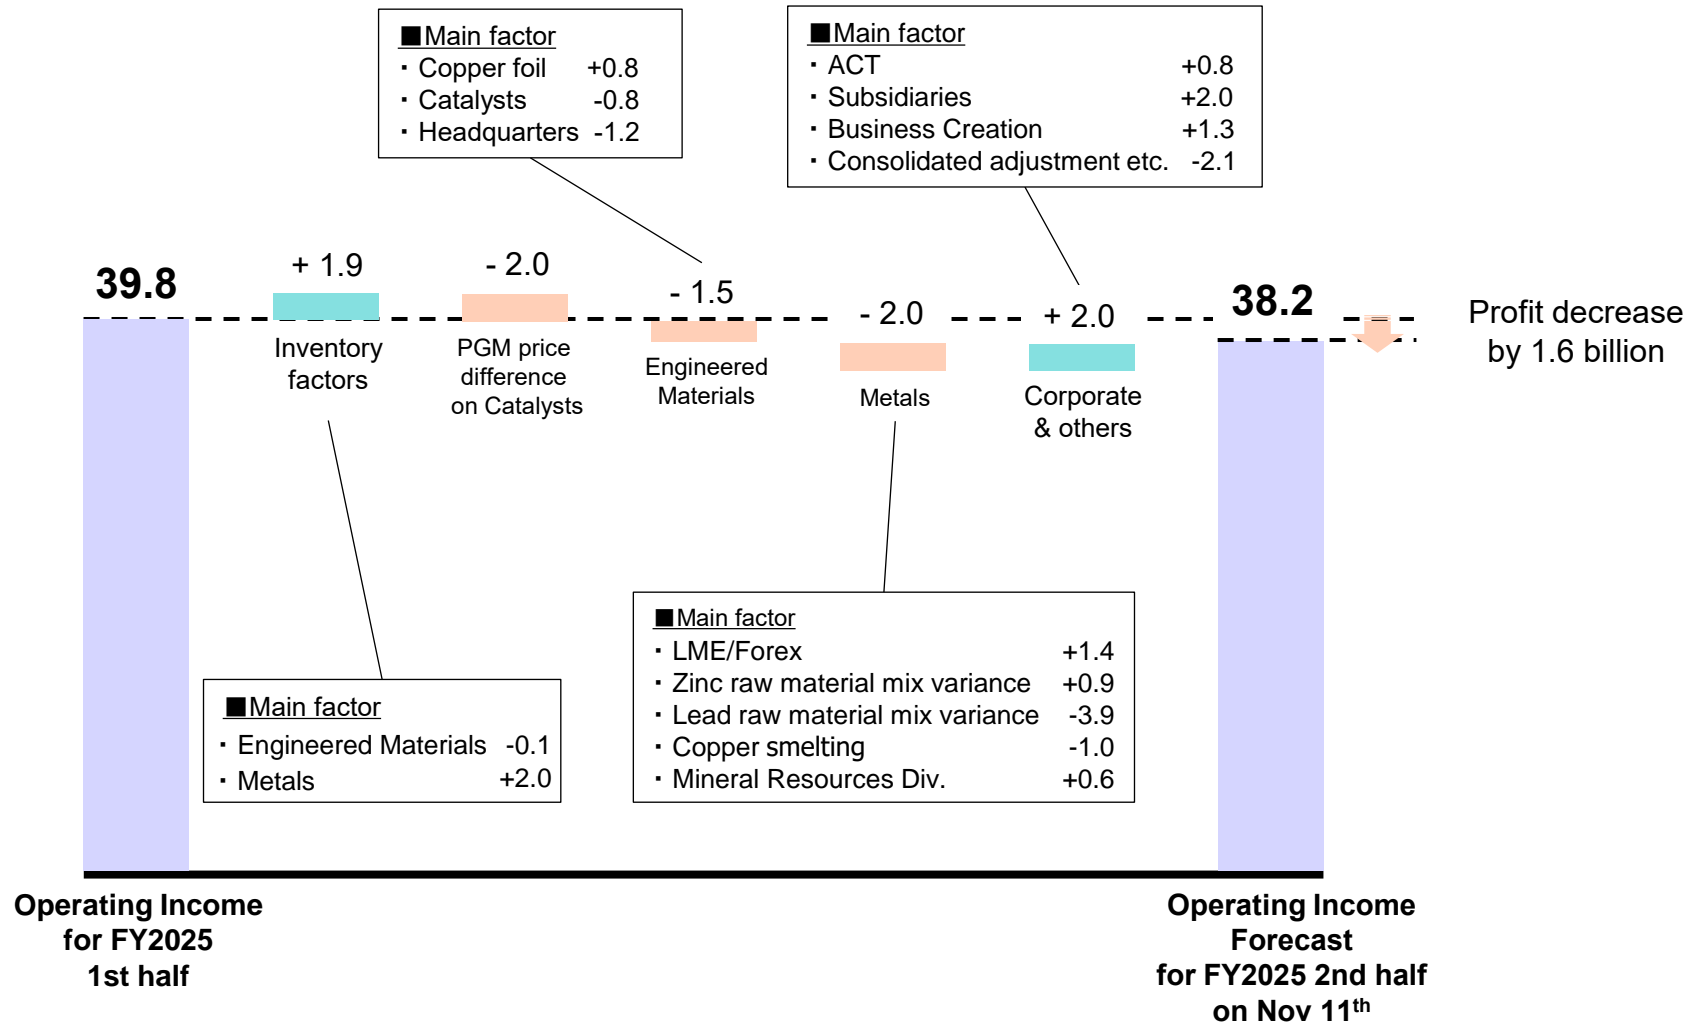 ■Main factor
・Copper foil +0.8
・Catalysts -0.8
・Headquarters -1.2
■Main factor
・ACT +0.8
・Subsidiaries +2.0
・Business Creation +1.3
・Consolidated adjustment etc. -2.1
39.8
+ 1.9
Inventory
factors
- 2.0
PGM price
difference
on Catalysts
- 1.5
Engineered
Materials
- 2.0
Metals
+ 2.0
Corporate
& others
38.2
Profit decrease
by 1.6 billion
■Main factor
・Engineered Materials -0.1
・Metals +2.0
■Main factor
・LME/Forex +1.4
・Zinc raw material mix variance +0.9
・Lead raw material mix variance -3.9
・Copper smelting -1.0
・Mineral Resources Div. +0.6
Operating Income
for FY2025
1st half
Operating Income
Forecast
for FY2025 2nd half
on Nov 11th